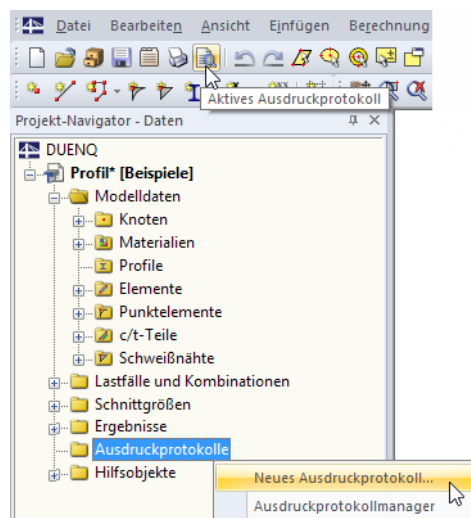 Datei Bearbeiten Ansicht Einfügen Berechnung
Aktives Ausdruckprotokoll
Projekt-Navigator - Daten
DUENQ
Profil* [Beispiele]
Modelldaten
Knoten
Materialien
Profile
Elemente
Punktelemente
c/t-Teile
Schweißnähte
Lastfälle und Kombinationen
Schnittgrößen
Ergebnisse
Ausdruckprotokolle
Hilfsobjekte
Neues Ausdruckprotokoll...
Ausdruckprotokollmanager